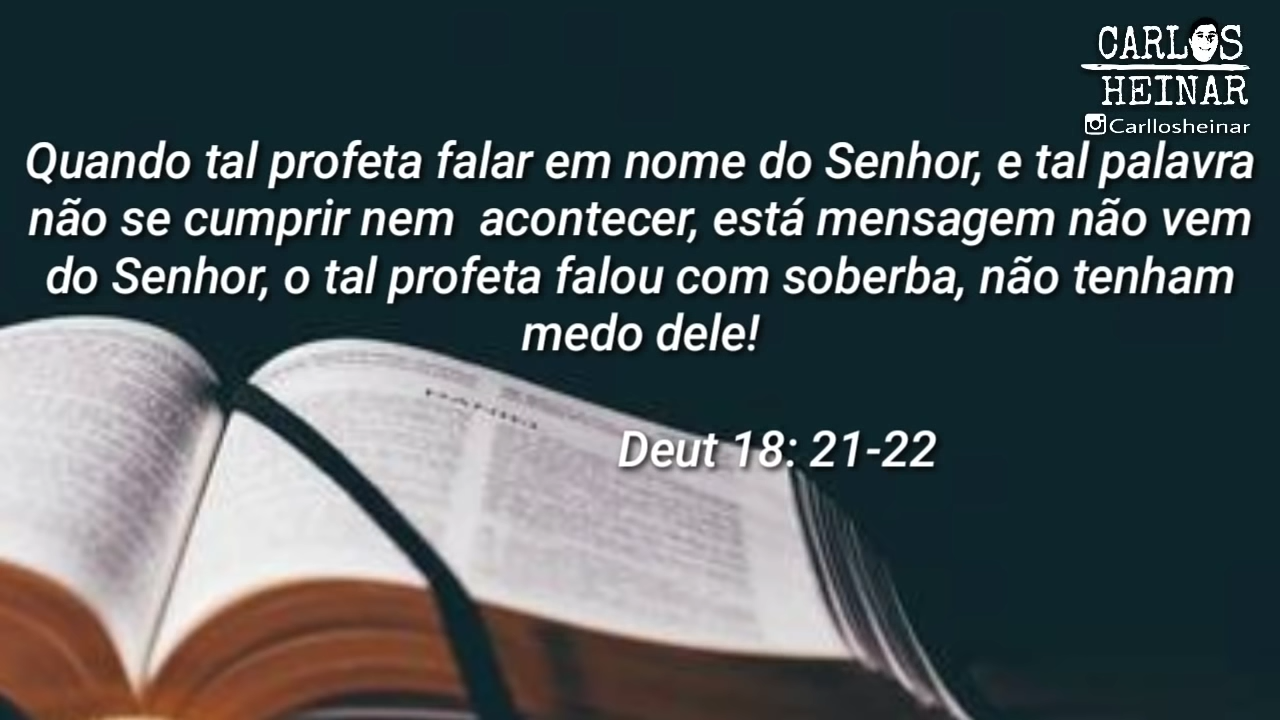 CARLOS
HEINAR
Carllosheinar
Quando tal profeta falar em nome do Senhor, e tal palavra
não se cumprir nem  acontecer, está mensagem não vem
do Senhor, o tal profeta falou com soberba, não tenham
medo dele!
DANIEL
Deut 18: 21-22